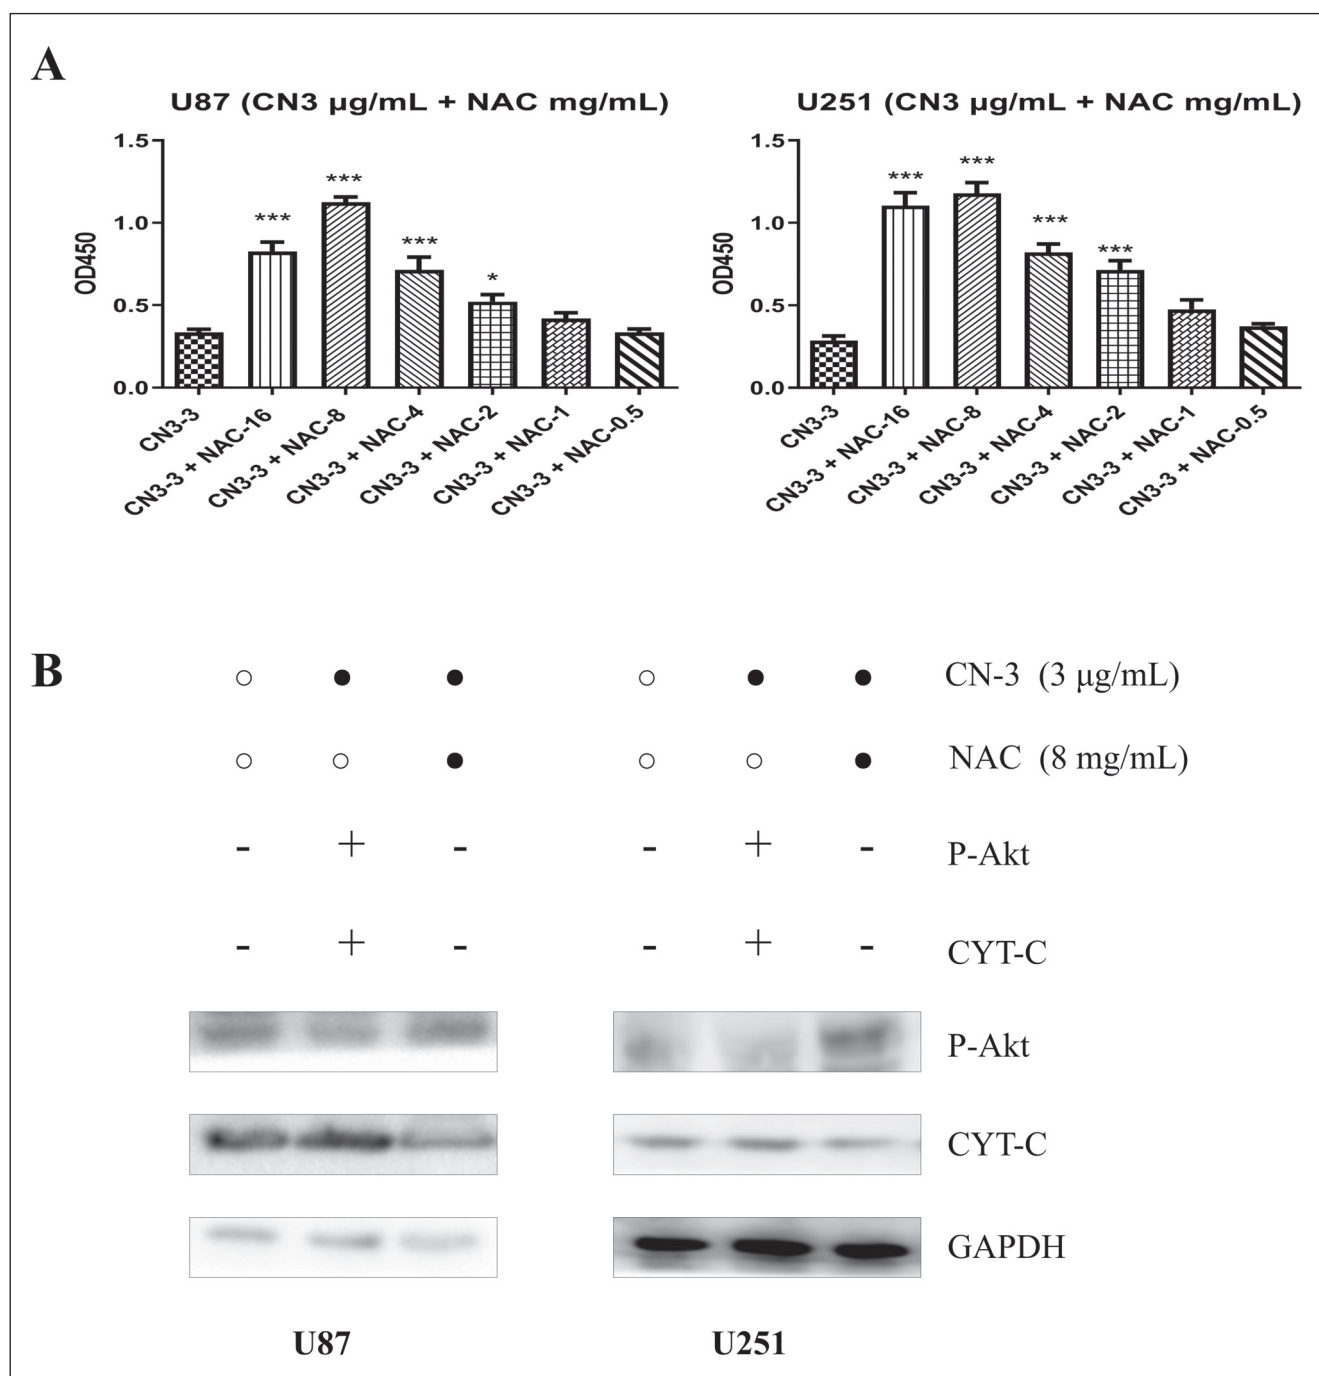 A
U87 (CN3 µg/mL + NAC mg/mL)
1.5
1.0
0.5
0.0
OD450
***
***
***
*
CN3-3
CN3-3 + NAC-16
CN3-3 + NAC-8
CN3-3 + NAC-4
CN3-3 + NAC-2
CN3-3 + NAC-1
CN3-3 + NAC-0.5
U251 (CN3 µg/mL + NAC mg/mL)
1.5
1.0
0.5
0.0
OD450
***
***
***
***
CN3-3
CN3-3 + NAC-16
CN3-3 + NAC-8
CN3-3 + NAC-4
CN3-3 + NAC-2
CN3-3 + NAC-1
CN3-3 + NAC-0.5
B
CN-3 (3 µg/mL)
NAC (8 mg/mL)
- + - - + - P-Akt
- + - - + - CYT-C
P-Akt
CYT-C
GAPDH
U87 U251